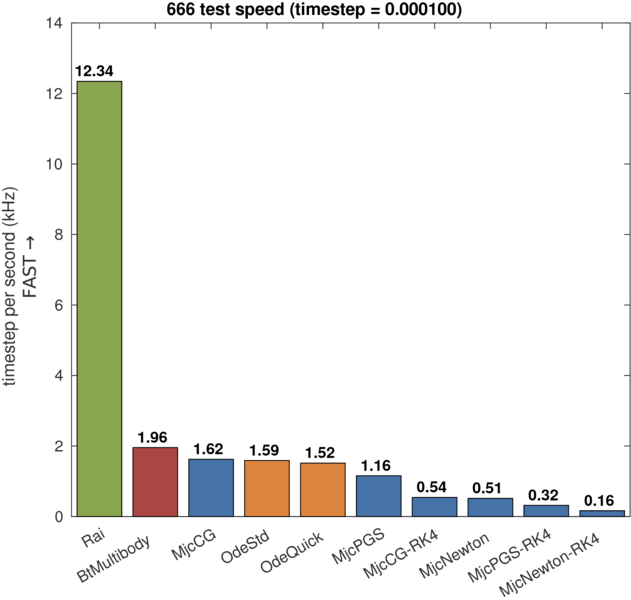 666 test speed (timestep = 0.000100)
timestep per second (kHz)
FAST →
14
12
10
8
6
4
2
0
12.34
1.96
1.62
1.59
1.52
1.16
0.54
0.51
0.32
0.16
Rai
BtMultibody
MjcCG
OdeStd
OdeQuick
MjcPGS
MjcCG-RK4
MjcNewton
MjcPGS-RK4
MjcNewton-RK4